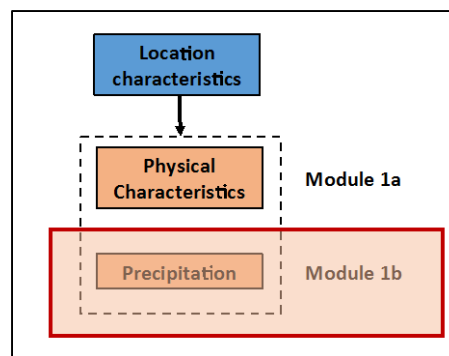 Location
characteristics
Physical
Characteristics
Module 1a
Precipitation
Module 1b